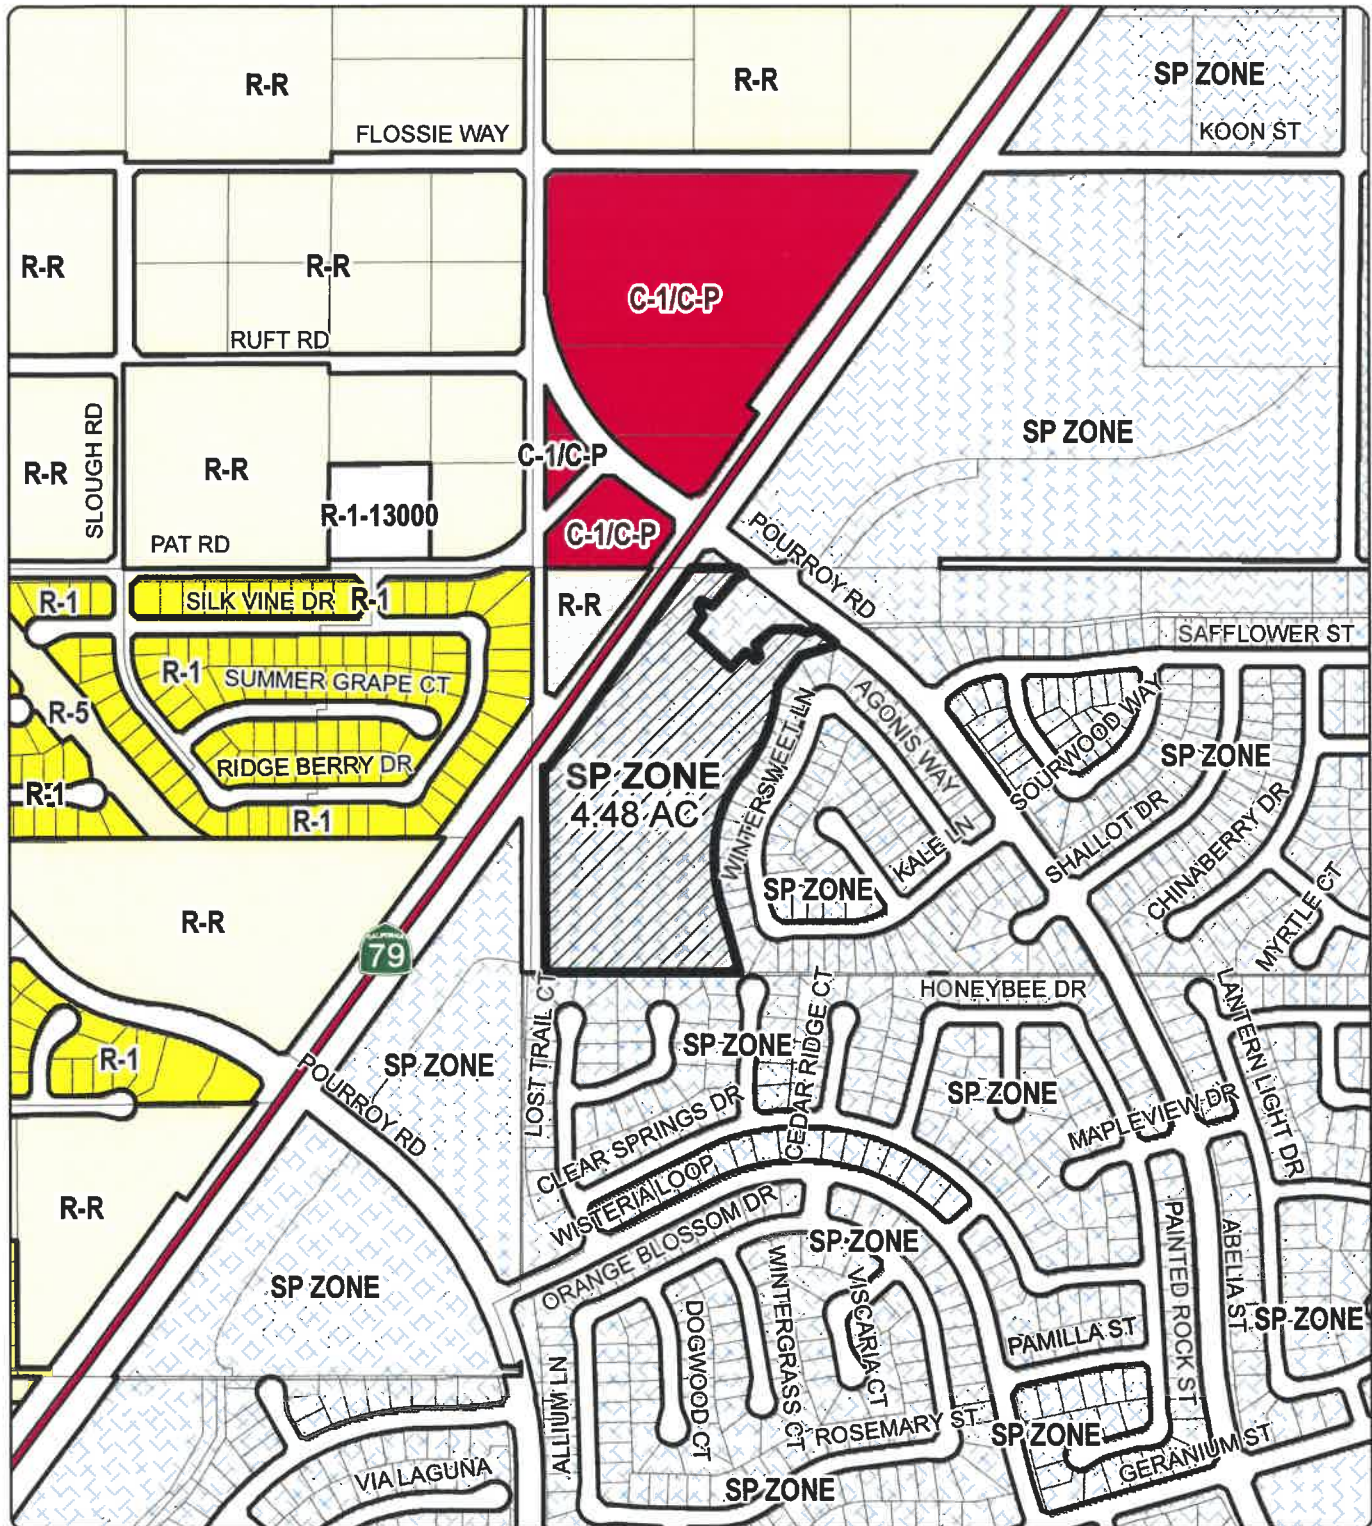 R-R
R-R
SP ZONE
FLOSSIE WAY
KOON ST
R-R
R-R
C-1/C-P
RUFT RD
SLOUGH RD
SP ZONE
C-1/C-P
R-R
R-R
R-1-13000
C-1/C-P
PAT RD
POURROY RD
R-1
SILK VINE DR
R-1
R-R
SAFFLOWER ST
R-1
SUMMER GRAPE CT
AGONIS WAY
R-5
WINTERSWEET LN
SOURWOOD WAY
SP ZONE
RIDGE BERRY DR
SP ZONE
4.48 AC
R-1
R-1
SHALLOT DR
CHINABERRY DR
KALE LN
SP ZONE
MYRTLE CT
R-R
CALIFORNIA
79
HONEYBEE DR
LANTERN LIGHT DR
LOST TRAIL CT
CEDAR RIDGE CT
SP ZONE
R-1
SP ZONE
POURROY RD
SP ZONE
CLEAR SPRINGS DR
MAPLEVIEW DR
WISTERIA LOOP
R-R
ORANGE BLOSSOM DR
SP ZONE
PAINTED ROCK ST
ABELIA ST
SP ZONE
WINTERGRASS CT
VISCARIA CT
DOGWOOD CT
PAMILLA ST
SP ZONE
ALLIUM LN
ROSEMARY ST
SP ZONE
GERANIUM ST
VIA LAGUNA
SP ZONE